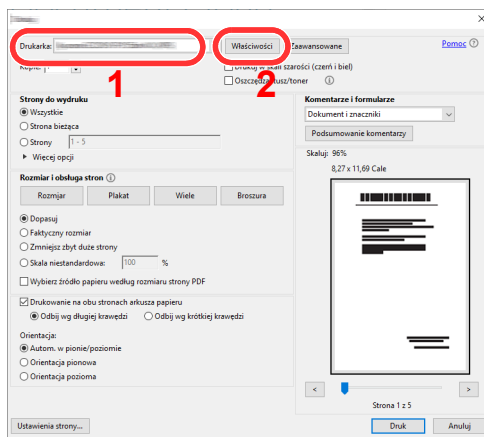 Drukarka:
Właściwości
Zaawansowane
Pomoc
1
2
Drukuj w skali szarości (czerń i biel)
Oszczędzaj tusz/toner
Strony do wydruku
Wszystkie
Strona bieżąca
Strony 1 - 5
Więcej opcji
Rozmiar i obsługa stron
Rozmjar Plakat Wiele Broszura
Dopasuj
Faktyczny rozmiar
Zmniejsz zbyt duże strony
Skala niestandardowa: 100 %
Wybierz źródło papieru według rozmiaru strony PDF
Drukowanie na obu stronach arkusza papieru
Odbij wg długiej krawędzi Odbij wg krótkiej krawędzi
Orientacja:
Autom. w pionie/poziomie
Orientacja pionowa
Orientacja pozioma
Komentarze i formularze
Dokument i znaczniki
Podsumowanie komentarzy
Skaluj: 96%
8,27 x 11,69 Cale
< >
Strona 1 z 5
Ustawienia strony...
Druk Anuluj